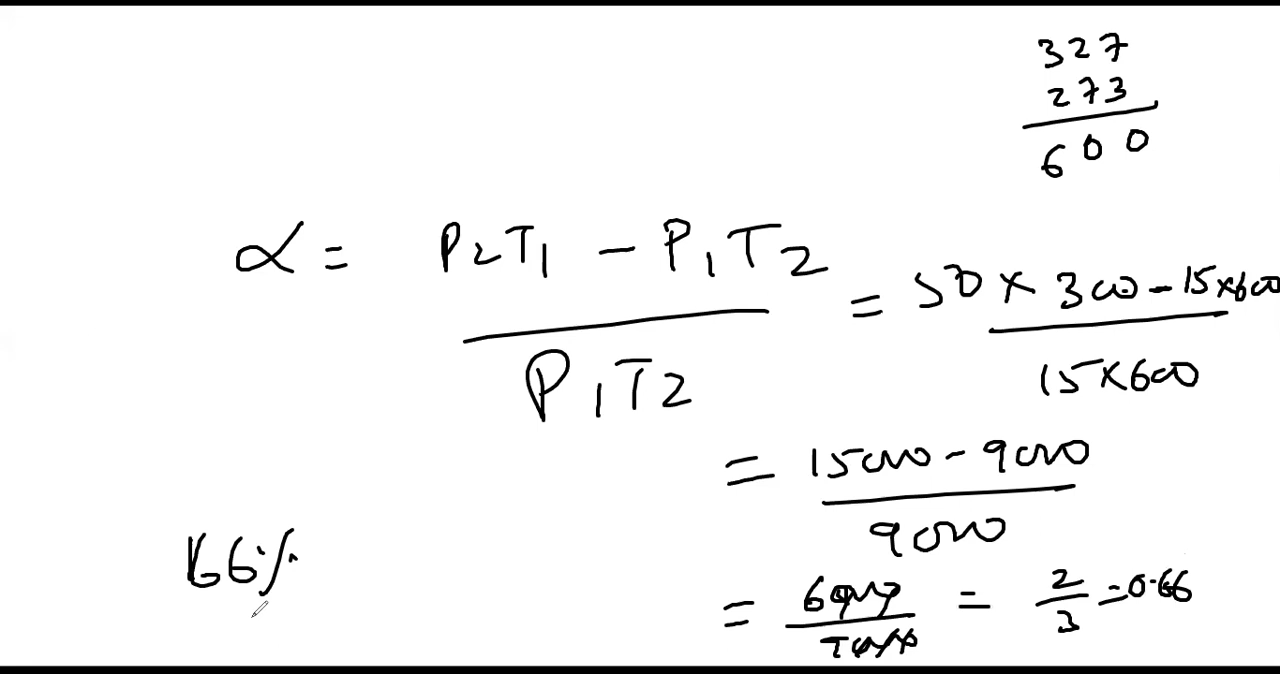 327
273
600
α = P2T1 - P1T2
P1T2
= 50 × 300 - 15×600
15×600
= 15000 - 9000
9000
= 6000 = 2/3 = 0.66
66%